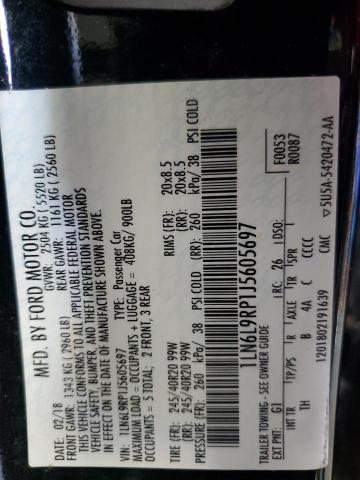 MFD. BY FORD MOTOR CO.
DATE: 02/18 GVWR: 2504 KG (5520 LB)
FRONT GAWR: 1343 KG (2960 LB) REAR GAWR: 1161 KG (2560 LB)
THIS VEHICLE CONFORMS TO ALL APPLICABLE FEDERAL MOTOR
VEHICLE SAFETY, BUMPER, AND THEFT PREVENTION STANDARDS
IN EFFECT ON THE DATE OF MANUFACTURE SHOWN ABOVE.
VIN: 1LN6L9RP1J5605697 TYPE: Passenger Car
MAXIMUM LOAD = OCCUPANTS + LUGGAGE = 408KG/ 900LB
OCCUPANTS = 5 TOTAL; 2 FRONT, 3 REAR
TIRE (FR): 245/40R20 99W RIMS (FR): 20x8.5
TIRE (RR): 245/40R20 99W (RR): 20x8.5
PRESSURE (FR): 260 kPa/ 38 PSI COLD (RR): 260 kPa/ 38 PSI COLD
1LN6L9RP1J5605697
TRAILER TOWING - SEE OWNER GUIDE F0053
EXT PNT: G1 RC: 26 DSO: R0087
INT TR TP/PS R AXLE TR SPR
TH B 4A C CCCC
12018021​91639 CMC ▽5U5A-5420472-AA